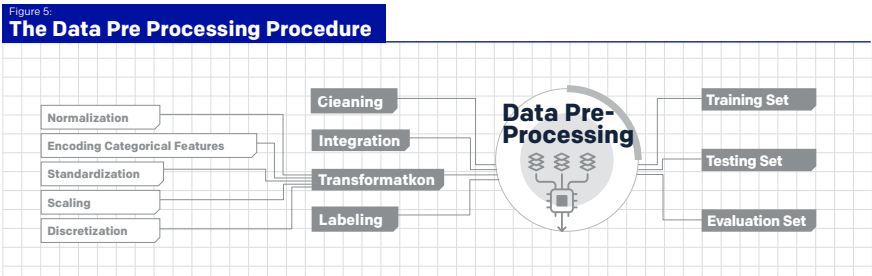 Figure 5:
The Data Pre Processing Procedure
Normalization
Encoding Categorical Features
Standardization
Scaling
Discretization
Cieaning
Integration
Transformatkon
Labeling
Data Pre-
Processing
Training Set
Testing Set
Evaluation Set